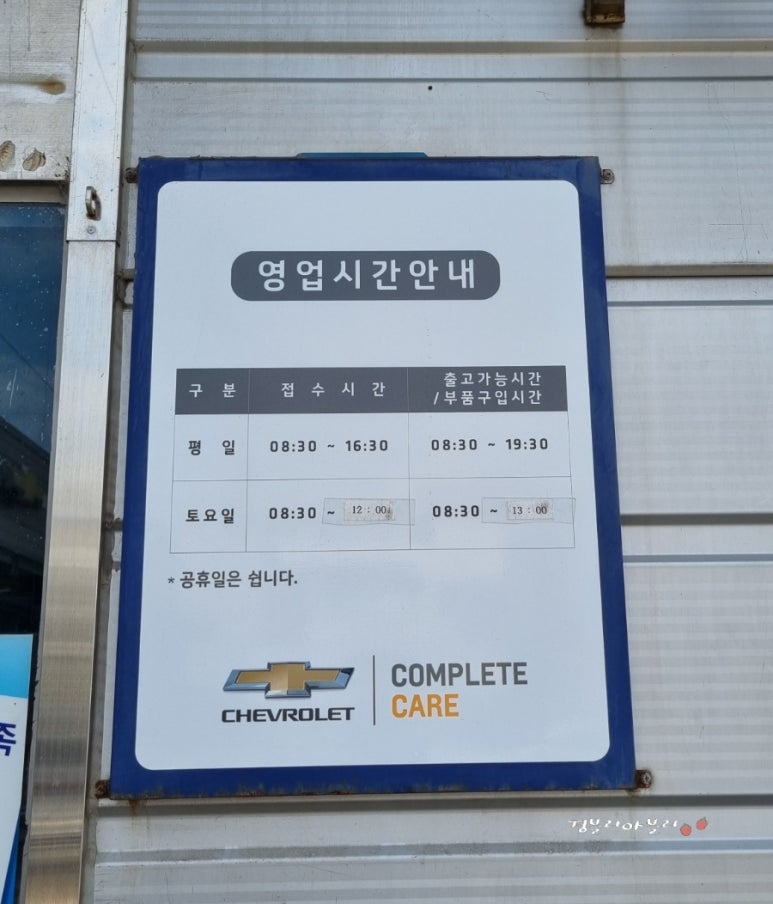 영업시간안내
구 분 접 수 시 간 출고가능시간
/부품구입시간
평 일 08:30 ~ 16:30 08:30 ~ 19:30
토요일 08:30 ~ 12:00 08:30 ~ 13:00
* 공휴일은 쉽니다.
CHEVROLET
COMPLETE
CARE
족